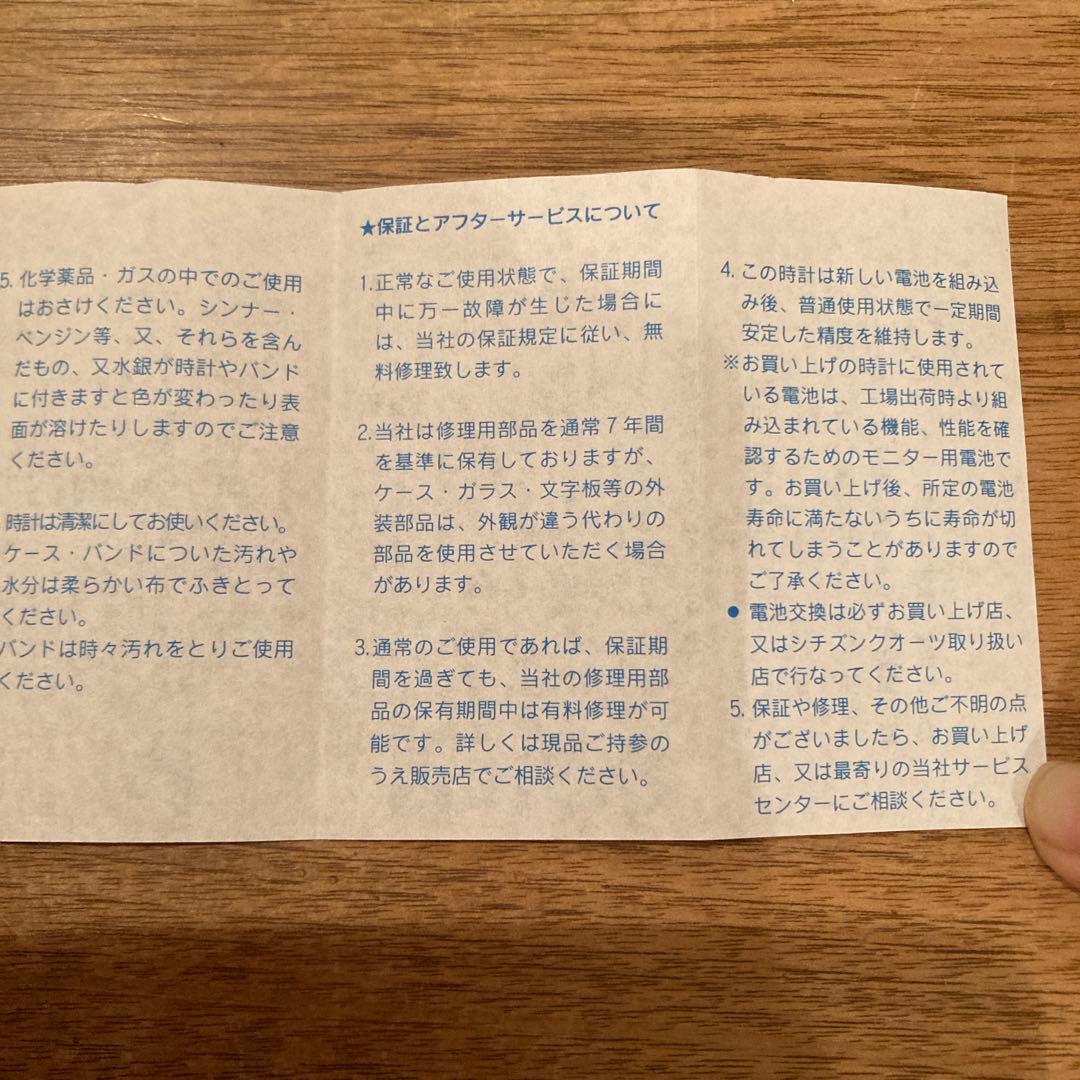 5. 化学薬品・ガスの中でのご使用
はおさけください。シンナー・
ベンジン等、又、それらを含ん
だもの、又水銀が時計やバンド
に付きますと色が変わったり表
面が溶けたりしますのでご注意
ください。
時計は清潔にしてお使いください。
ケース・バンドについた汚れや
水分は柔らかい布でふきとって
ください。
バンドは時々汚れをとりご使用
ください。
★保証とアフターサービスについて
1.正常なご使用状態で、保証期間
中に万一故障が生じた場合に
は、当社の保証規定に従い、無
料修理致します。
2.当社は修理用部品を通常7年間
を基準に保有しておりますが、
ケース・ガラス・文字板等の外
装部品は、外観が違う代わりの
部品を使用させていただく場合
があります。
3.通常のご使用であれば、保証期
間を過ぎても、当社の修理用部
品の保有期間中は有料修理が可
能です。詳しくは現品ご持参の
うえ販売店でご相談ください。
4. この時計は新しい電池を組み込
み後、普通使用状態で一定期間
安定した精度を維持します。
※お買い上げの時計に使用されて
いる電池は、工場出荷時より組
み込まれている機能、性能を確
認するためのモニター用電池で
す。お買い上げ後、所定の電池
寿命に満たないうちに寿命が切
れてしまうことがありますので
ご了承ください。
● 電池交換は必ずお買い上げ店、
又はシチズンクオーツ取り扱い
店で行なってください。
5. 保証や修理、その他ご不明の点
がございましたら、お買い上げ
店、又は最寄りの当社サービス
センターにご相談ください。